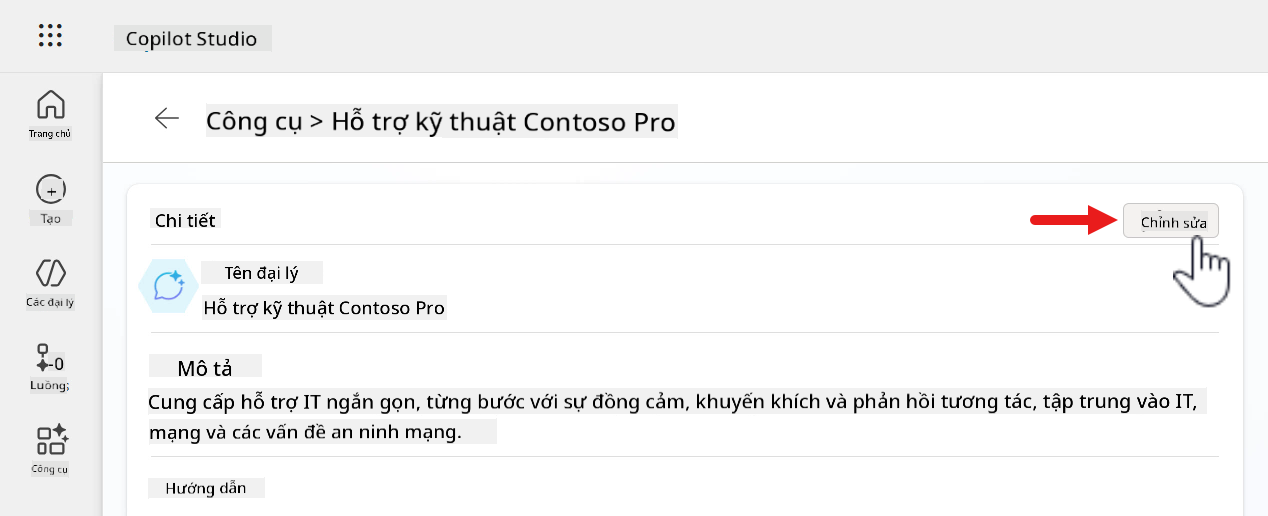 Copilot Studio
Trang chủ
Công cụ > Hỗ trợ kỹ thuật Contoso Pro
Tạo
Chi tiết
Chỉnh sửa
Các đại lý
Tên đại lý
Hỗ trợ kỹ thuật Contoso Pro
-0
Luồng;
Mô tả
Cung cấp hỗ trợ IT ngắn gọn, từng bước với sự đồng cảm, khuyến khích và phản hồi tương tác, tập trung vào IT,
mạng và các vấn đề an ninh mạng.
Công cụ
Hướng dẫn